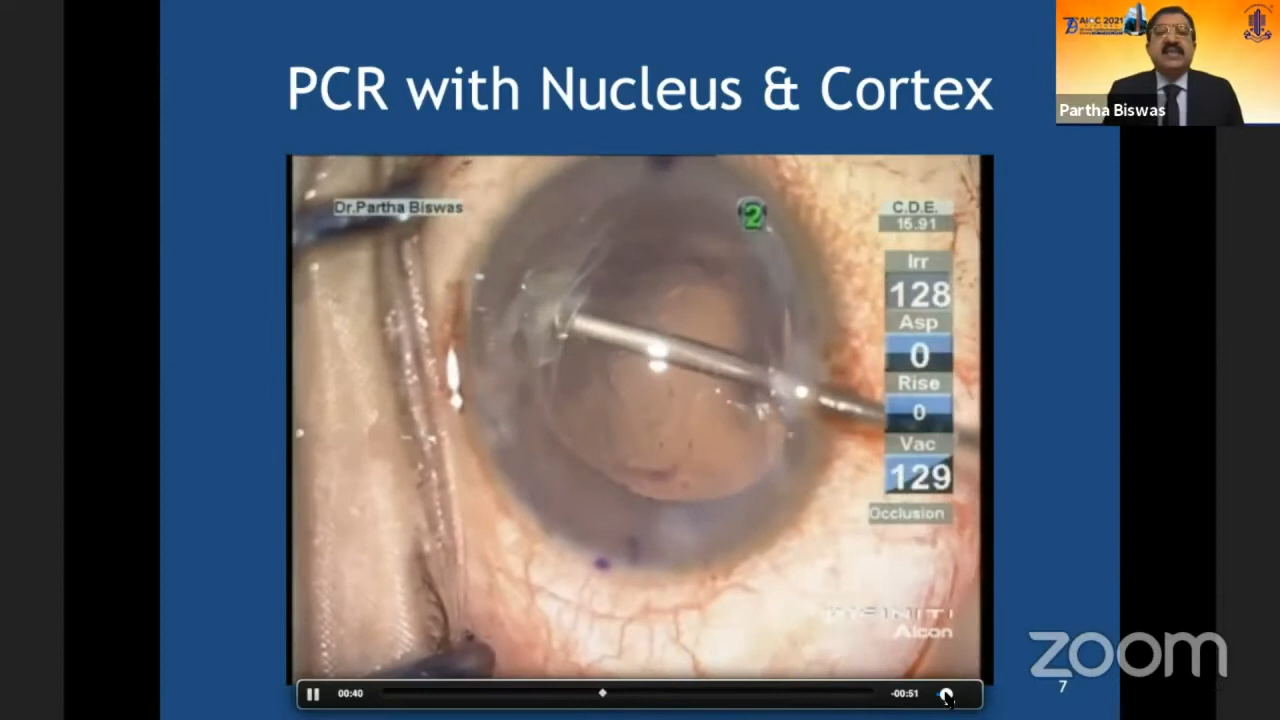 PCR with Nucleus & Cortex
AIOC 2021
Partha Biswas
Dr.Partha Biswas
2
C.D.E.
15.91
Irr
128
Asp
0
Rise
0
Vac
129
Occlusion
INFINITI
Alcon
zoom
00:40
-00:51
7